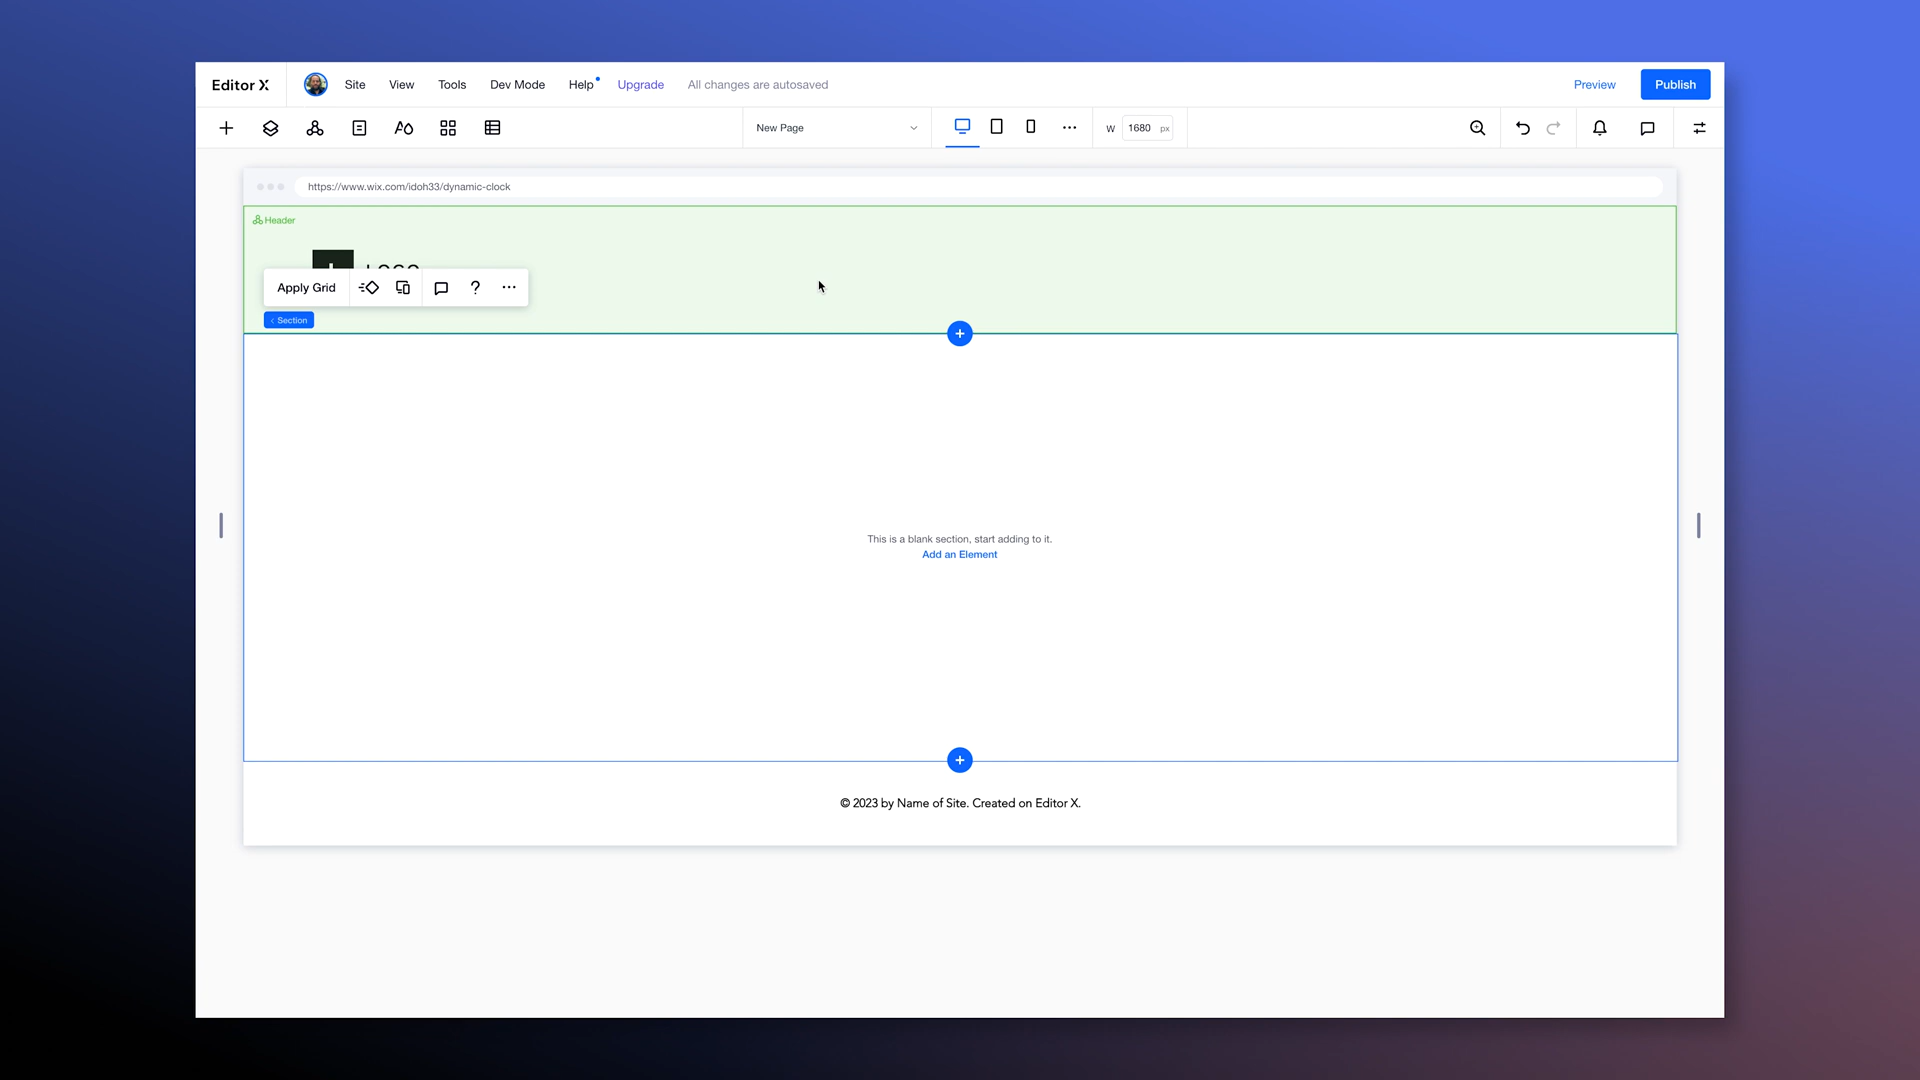 Editor X
Site
View
Tools
Dev Mode
Help
Upgrade
All changes are autosaved
Preview
Publish
New Page
W
1680 px
https://www.wix.com/idoh33/dynamic-clock
Header
Apply Grid
?
< Section
This is a blank section, start adding to it.
Add an Element
© 2023 by Name of Site. Created on Editor X.